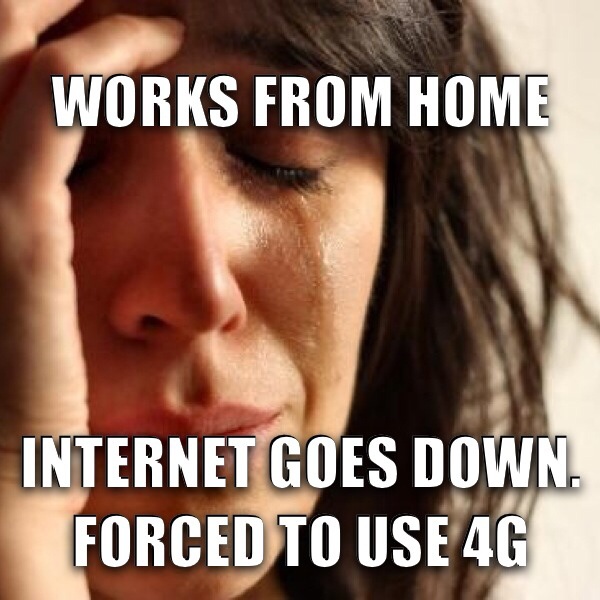 WORKS FROM HOME
INTERNET GOES DOWN.
FORCED TO USE 4G